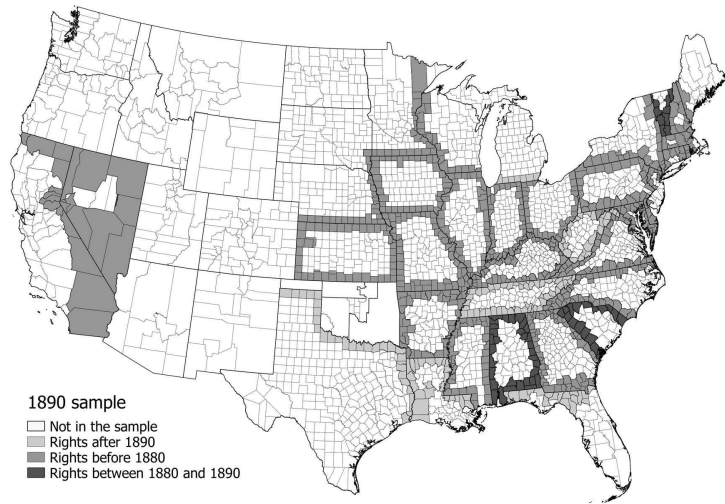 1890 sample
Not in the sample
Rights after 1890
Rights before 1880
Rights between 1880 and 1890